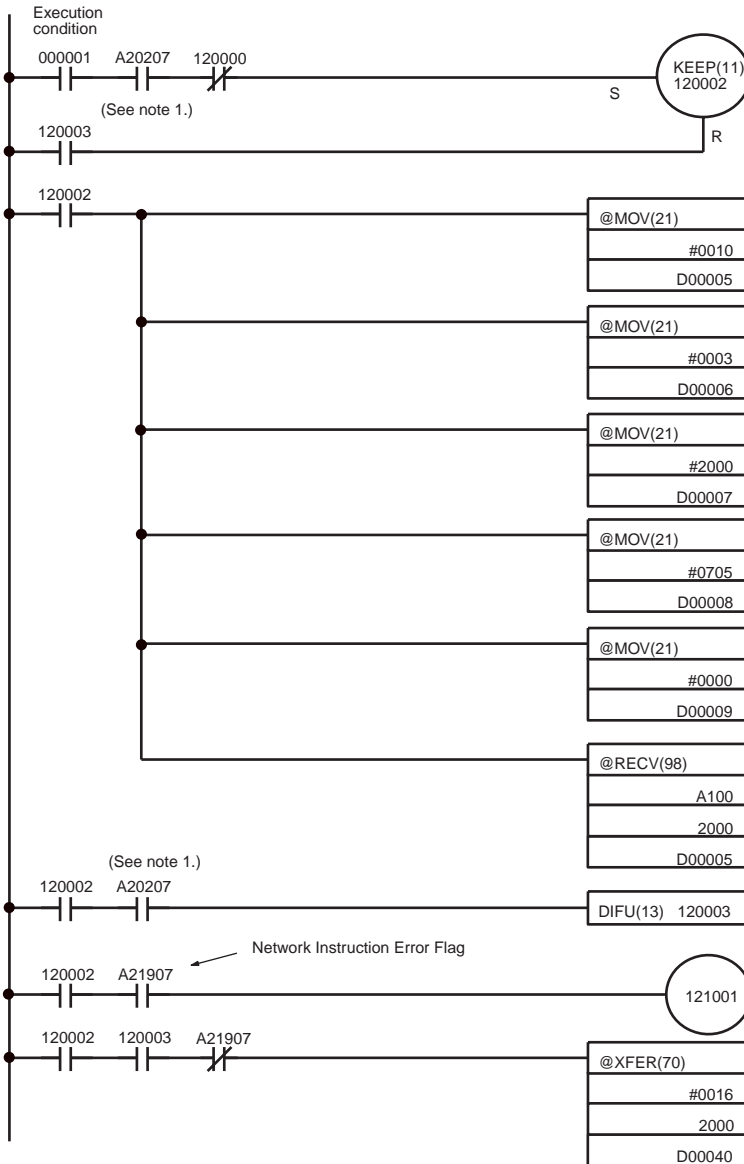 Execution
condition
000001 A20207 120000
KEEP(11)
120002
S
(See note 1.)
R
120003
120002
@MOV(21)
#0010
D00005
@MOV(21)
#0003
D00006
@MOV(21)
#2000
D00007
@MOV(21)
#0705
D00008
@MOV(21)
#0000
D00009
@RECV(98)
A100
2000
D00005
(See note 1.)
120002 A20207
DIFU(13) 120003
Network Instruction Error Flag
120002 A21907
121001
120002 120003 A21907
@XFER(70)
#0016
2000
D00040